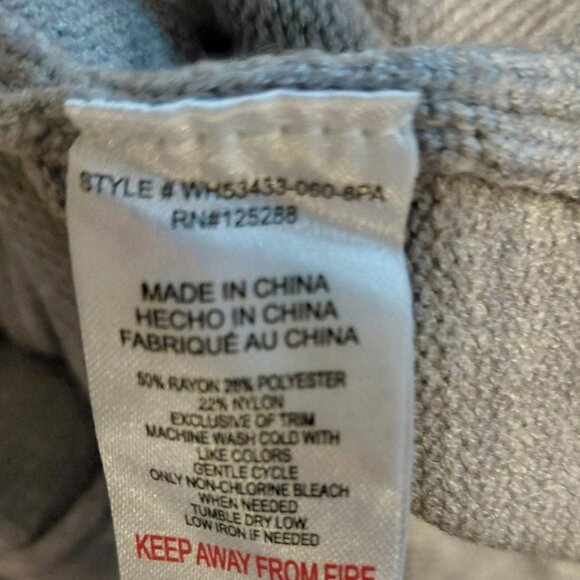 STYLE # WH53433-060-8PA
RN#125288
MADE IN CHINA
HECHO IN CHINA
FABRIQUÉ AU CHINA
50% RAYON 28% POLYESTER
22% NYLON
EXCLUSIVE OF TRIM
MACHINE WASH COLD WITH
LIKE COLORS
GENTLE CYCLE
ONLY NON-CHLORINE BLEACH
WHEN NEEDED
TUMBLE DRY LOW
LOW IRON IF NEEDED
KEEP AWAY FROM FIRE